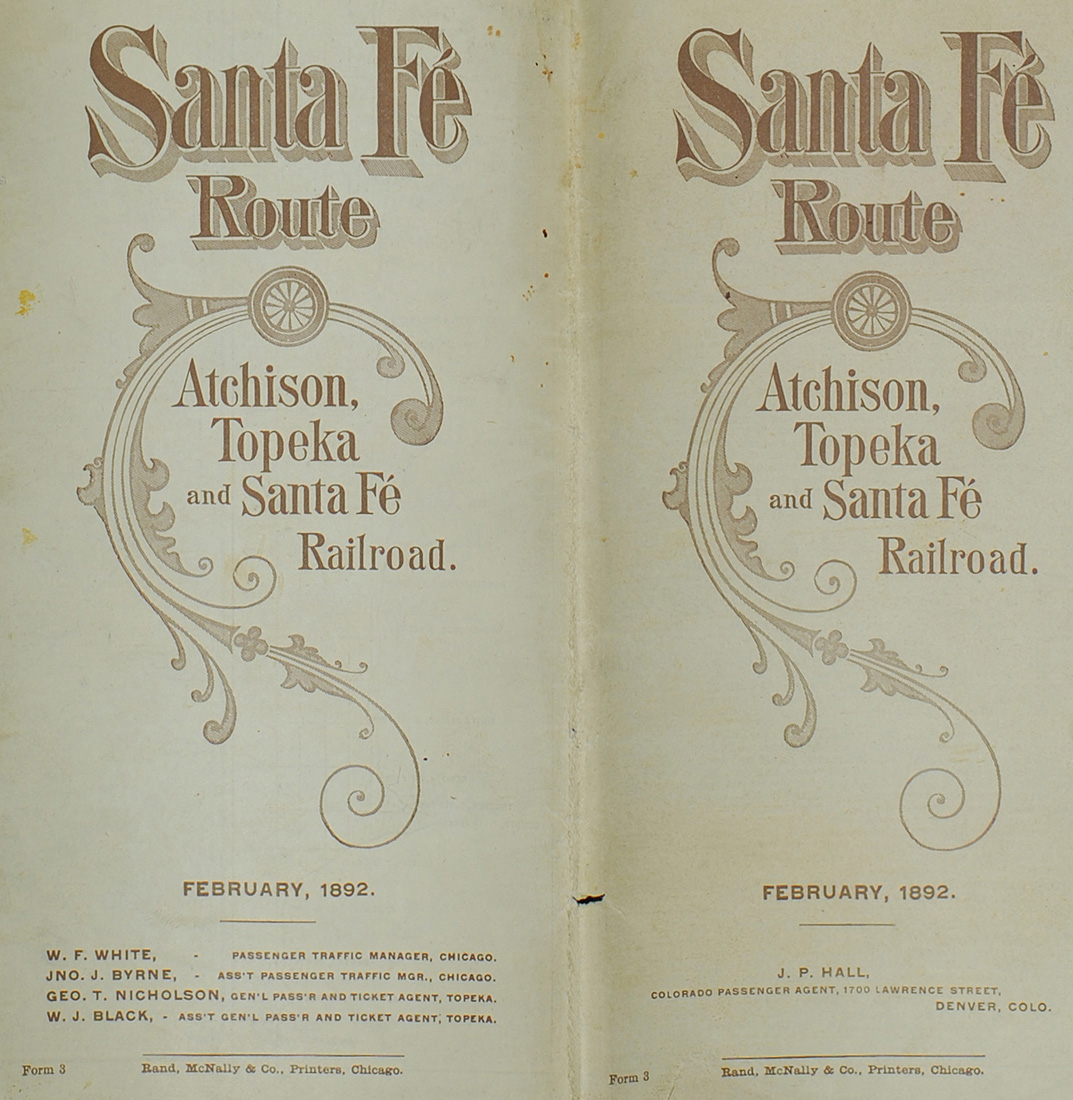 Santa Fé
Route
Atchison,
Topeka
and Santa Fé
Railroad.
FEBRUARY, 1892.
W. F. WHITE, - PASSENGER TRAFFIC MANAGER, CHICAGO.
JNO. J. BYRNE, - ASS'T PASSENGER TRAFFIC MGR., CHICAGO.
GEO. T. NICHOLSON, GEN'L PASS'R AND TICKET AGENT, TOPEKA.
W. J. BLACK, - ASS'T GEN'L PASS'R AND TICKET AGENT, TOPEKA.
Form 3
Rand, McNally & Co., Printers, Chicago.
Santa Fé
Route
Atchison,
Topeka
and Santa Fé
Railroad.
FEBRUARY, 1892.
J. P. HALL,
COLORADO PASSENGER AGENT, 1700 LAWRENCE STREET,
DENVER, COLO.
Form 3
Rand, McNally & Co., Printers, Chicago.